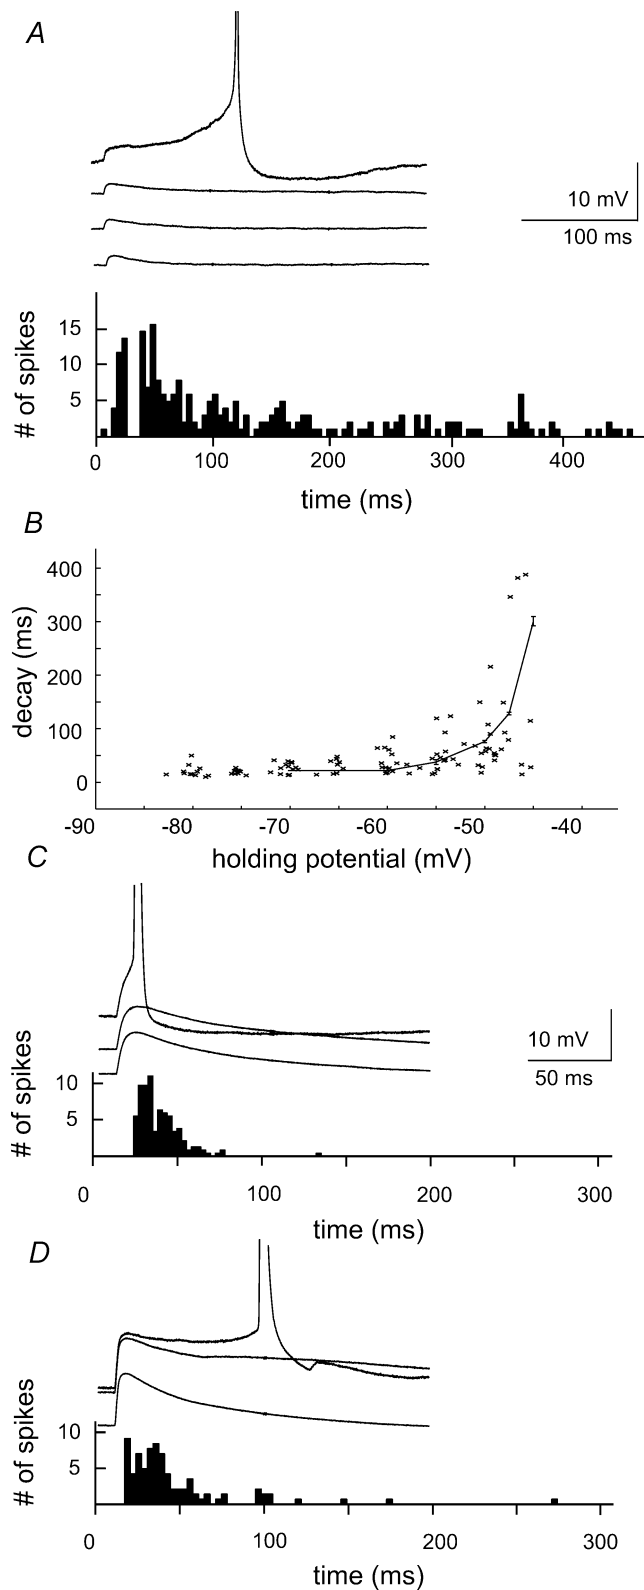 A
10 mV
100 ms
# of spikes
15
10
5
0 100 200 300 400
time (ms)
B
decay (ms)
400
300
200
100
0
-90 -80 -70 -60 -50 -40
holding potential (mV)
C
10 mV
50 ms
# of spikes
10
5
0 100 200 300
time (ms)
D
# of spikes
10
5
0 100 200 300
time (ms)